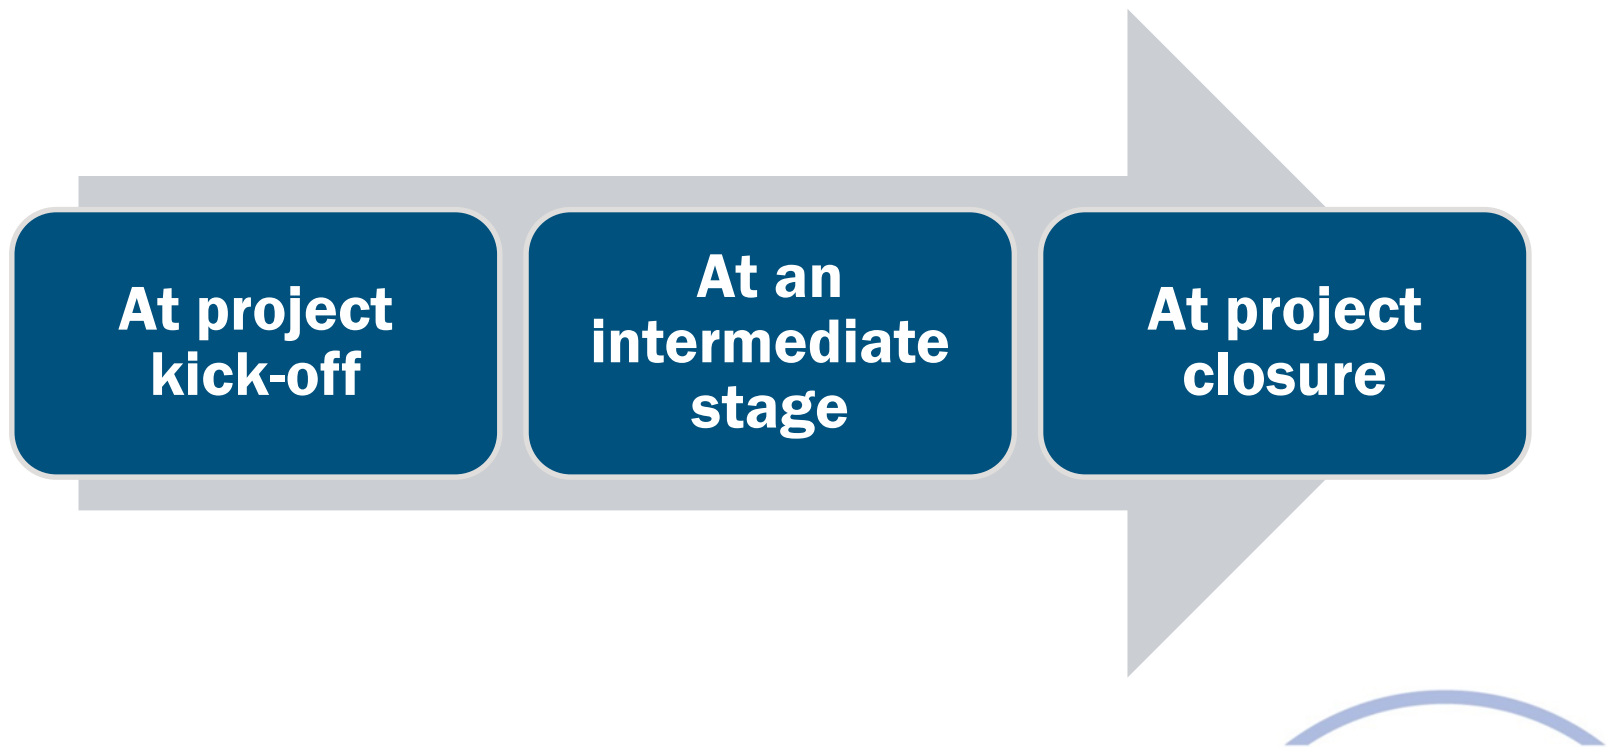 At project
kick-off
At an
intermediate
stage
At project
closure